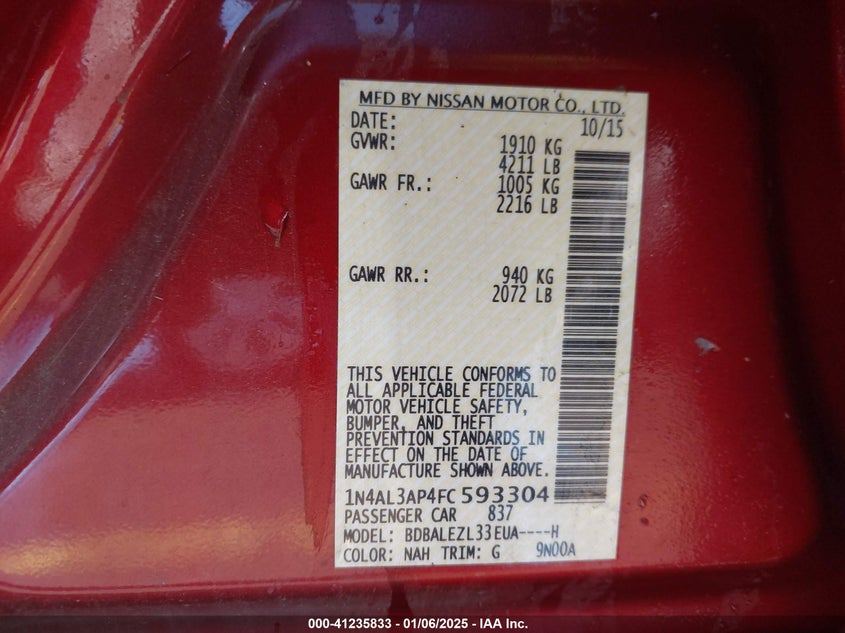 MFD BY NISSAN MOTOR CO., LTD.
DATE: 10/15
GVWR: 1910 KG
4211 LB
GAWR FR.: 1005 KG
2216 LB
GAWR RR.: 940 KG
2072 LB
THIS VEHICLE CONFORMS TO
ALL APPLICABLE FEDERAL
MOTOR VEHICLE SAFETY,
BUMPER, AND THEFT
PREVENTION STANDARDS IN
EFFECT ON THE DATE OF
MANUFACTURE SHOWN ABOVE.
1N4AL3AP4FC593304
PASSENGER CAR 837
MODEL: BDBALEZL33EUA----H
COLOR: NAH TRIM: G 9N00A
000-41235833 - 01/06/2025 - IAA Inc.